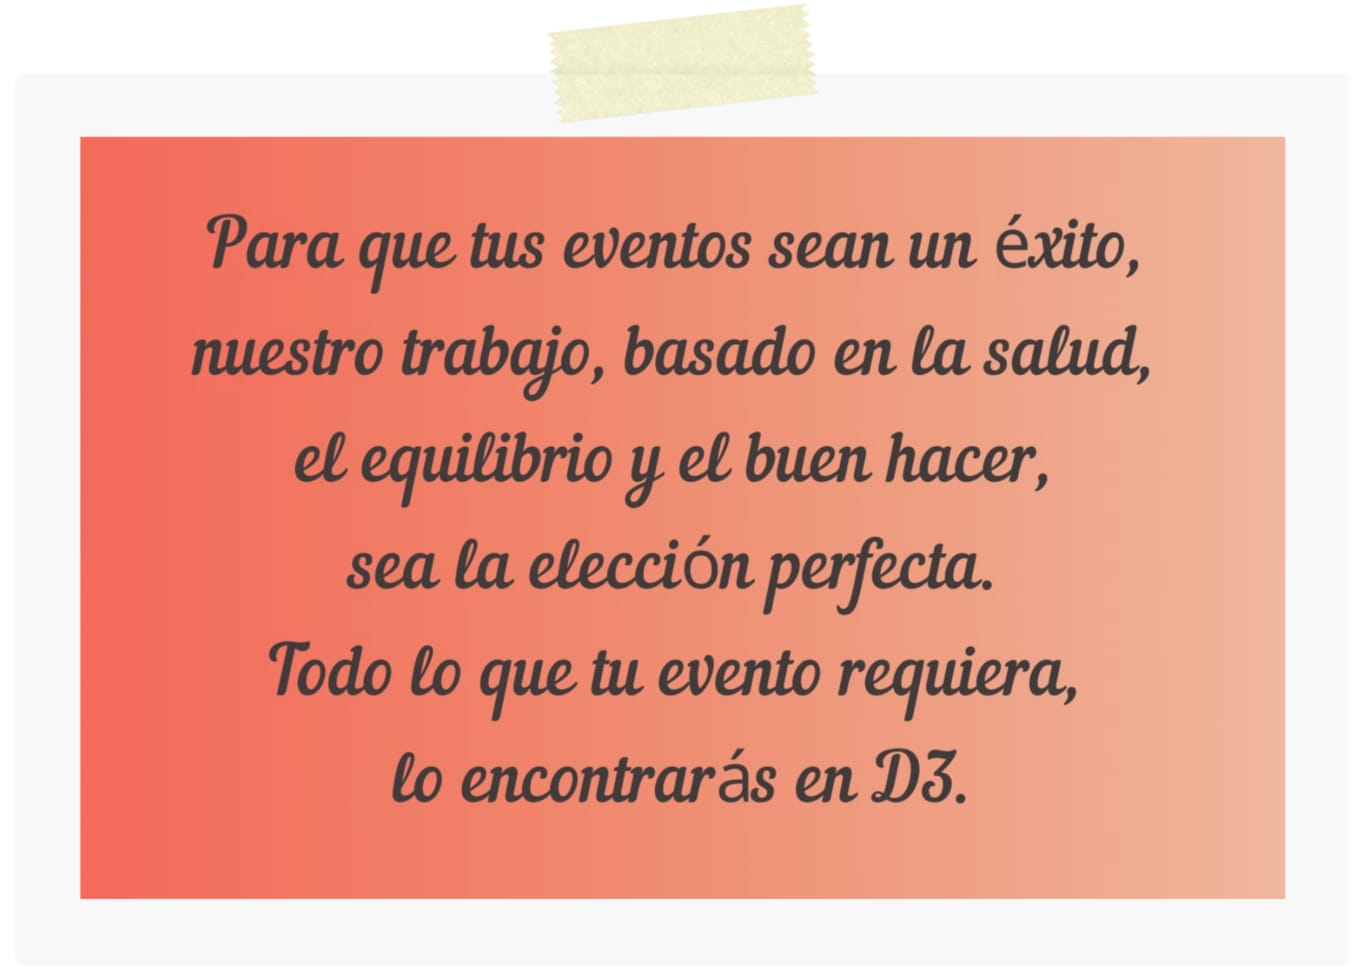 Para que tus eventos sean un éxito,
nuestro trabajo, basado en la salud,
el equilibrio y el buen hacer,
sea la elección perfecta.
Todo lo que tu evento requiera,
lo encontrarás en D3.